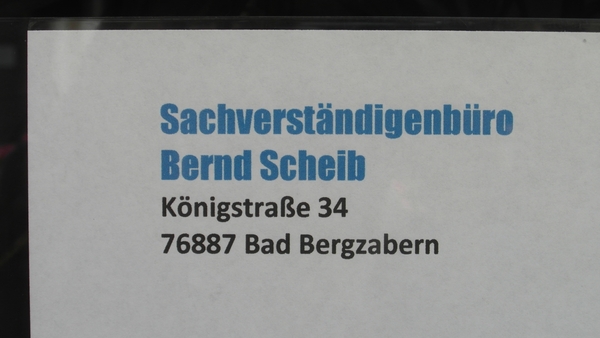 Sachverständigenbüro
Bernd Scheib
Königstraße 34
76887 Bad Bergzabern